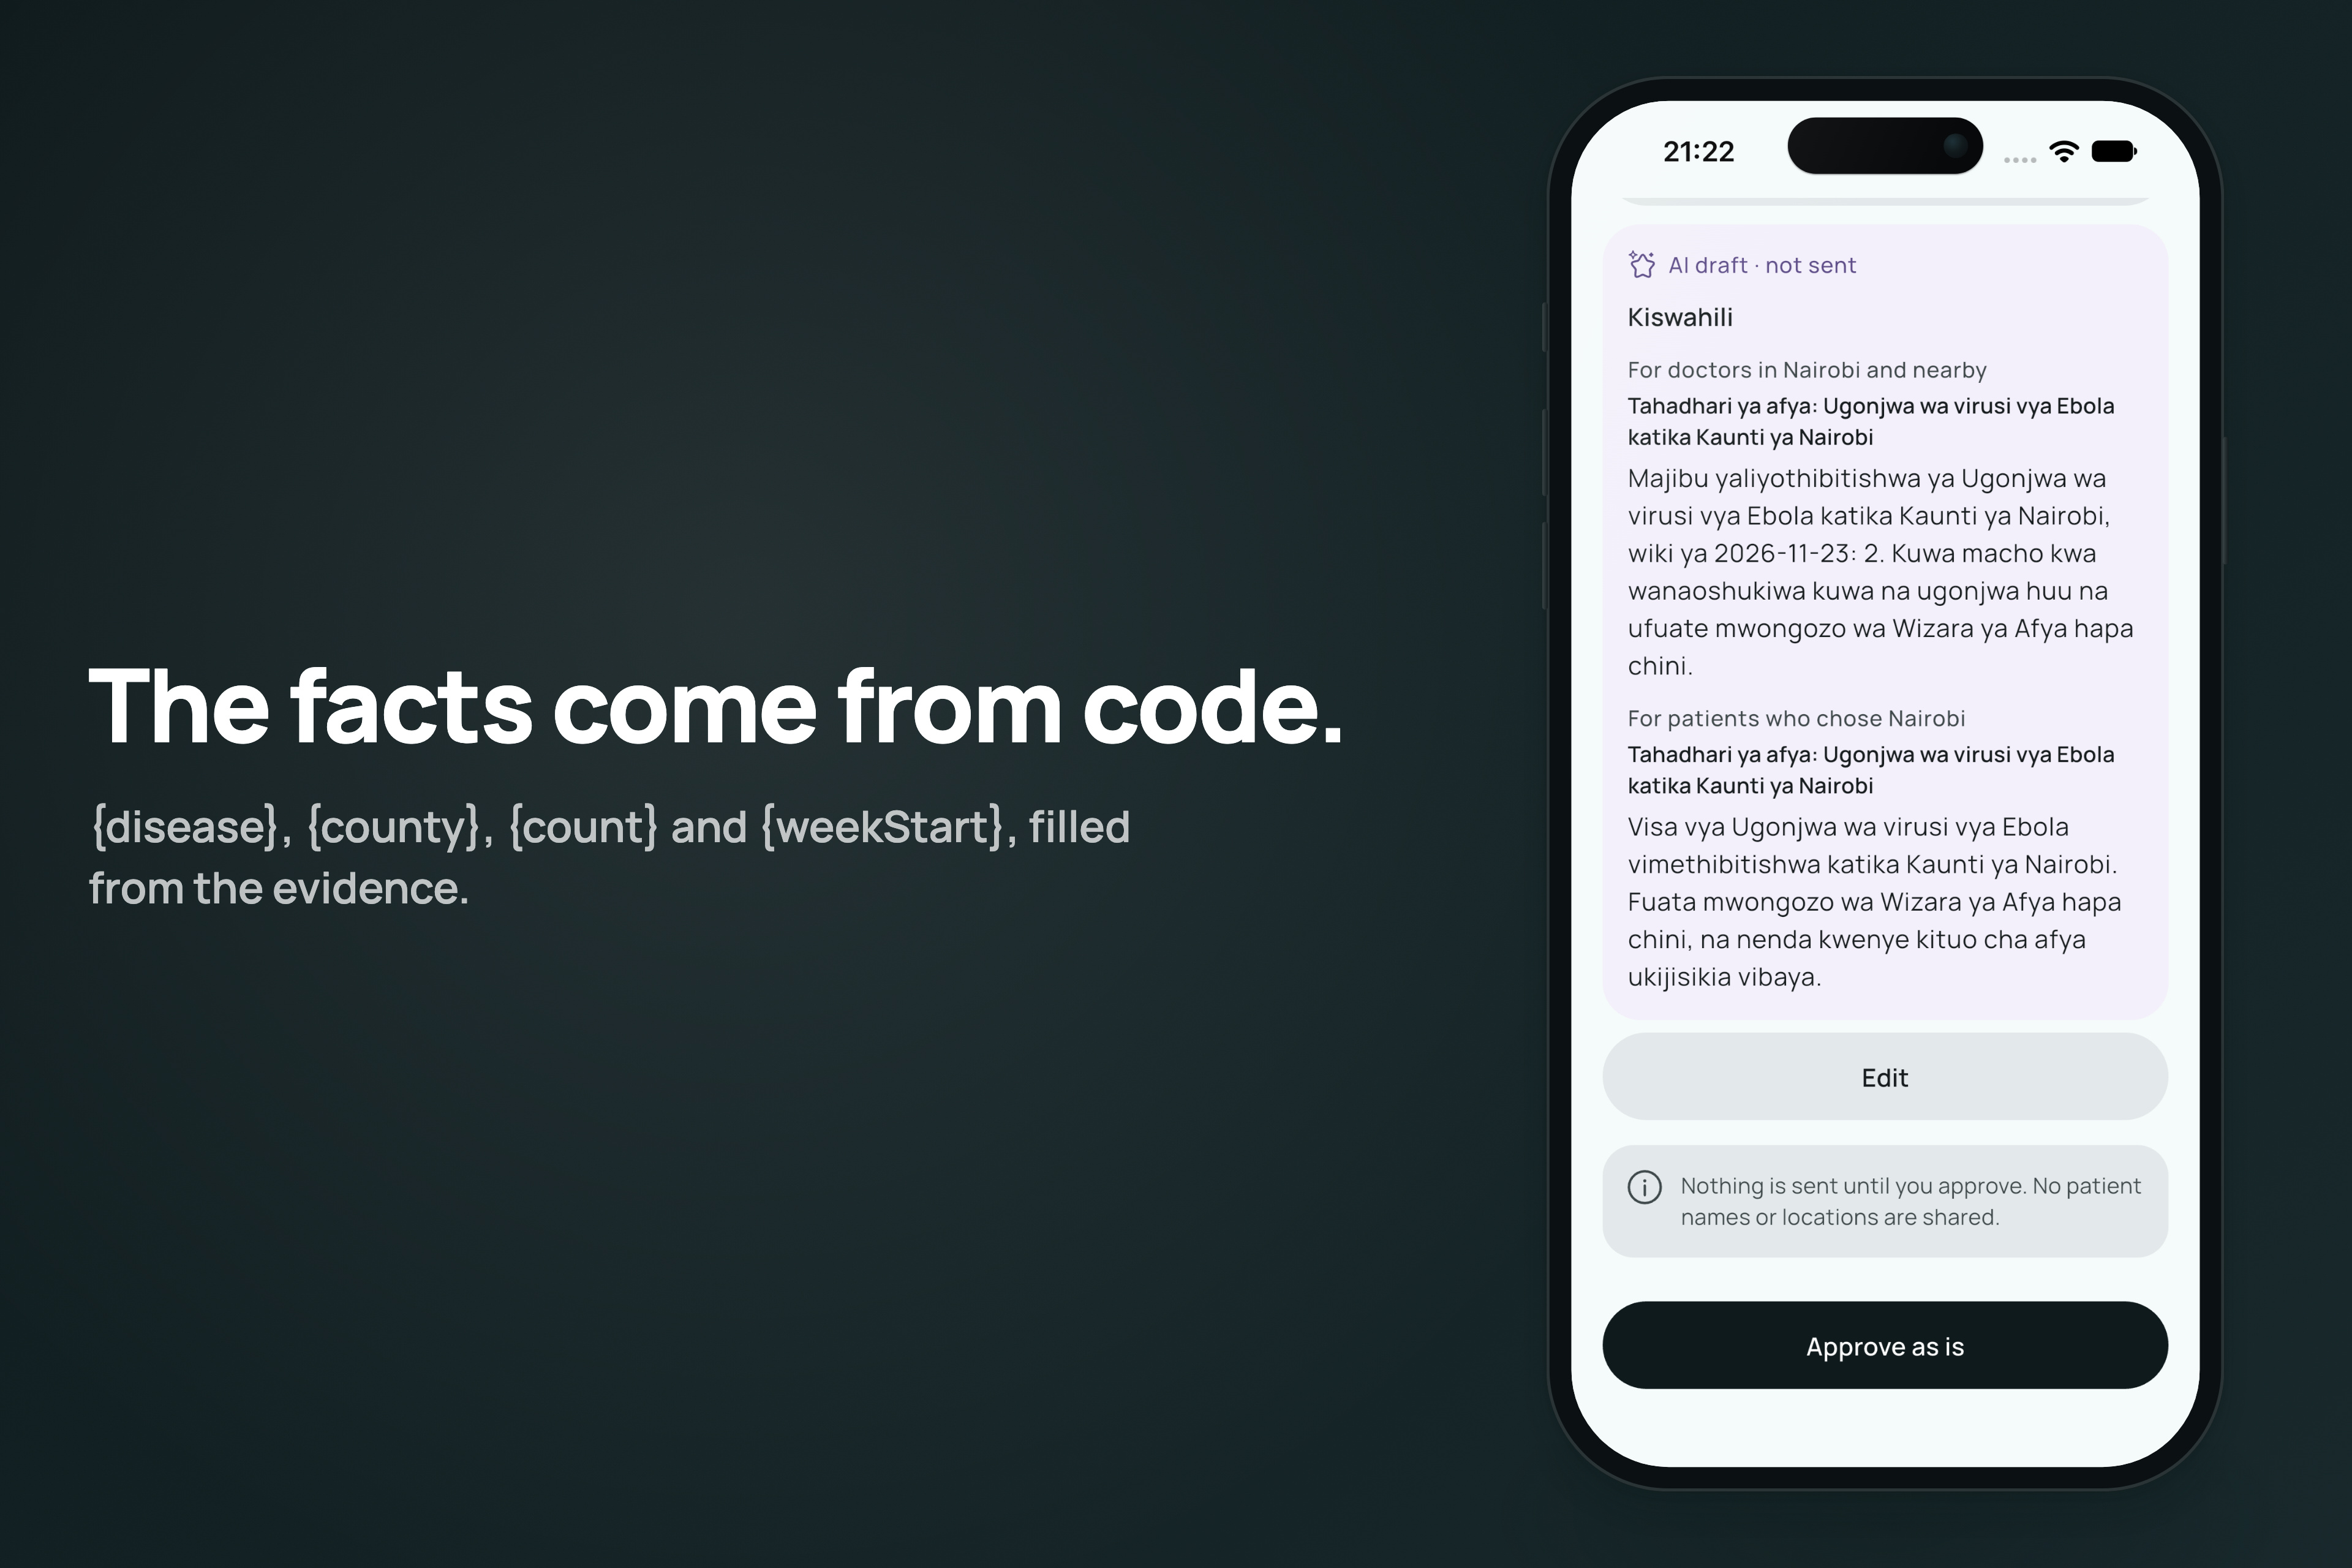 The facts come from code.
{disease}, {county}, {count} and {weekStart}, filled
from the evidence.
21:22
AI draft · not sent
Kiswahili
For doctors in Nairobi and nearby
Tahadhari ya afya: Ugonjwa wa virusi vya Ebola
katika Kaunti ya Nairobi
Majibu yaliyothibitishwa ya Ugonjwa wa
virusi vya Ebola katika Kaunti ya Nairobi,
wiki ya 2026-11-23: 2. Kuwa macho kwa
wanaoshukiwa kuwa na ugonjwa huu na
ufuate mwongozo wa Wizara ya Afya hapa
chini.
For patients who chose Nairobi
Tahadhari ya afya: Ugonjwa wa virusi vya Ebola
katika Kaunti ya Nairobi
Visa vya Ugonjwa wa virusi vya Ebola
vimethibitishwa katika Kaunti ya Nairobi.
Fuata mwongozo wa Wizara ya Afya hapa
chini, na nenda kwenye kituo cha afya
ukijisikia vibaya.
Edit
Nothing is sent until you approve. No patient
names or locations are shared.
Approve as is